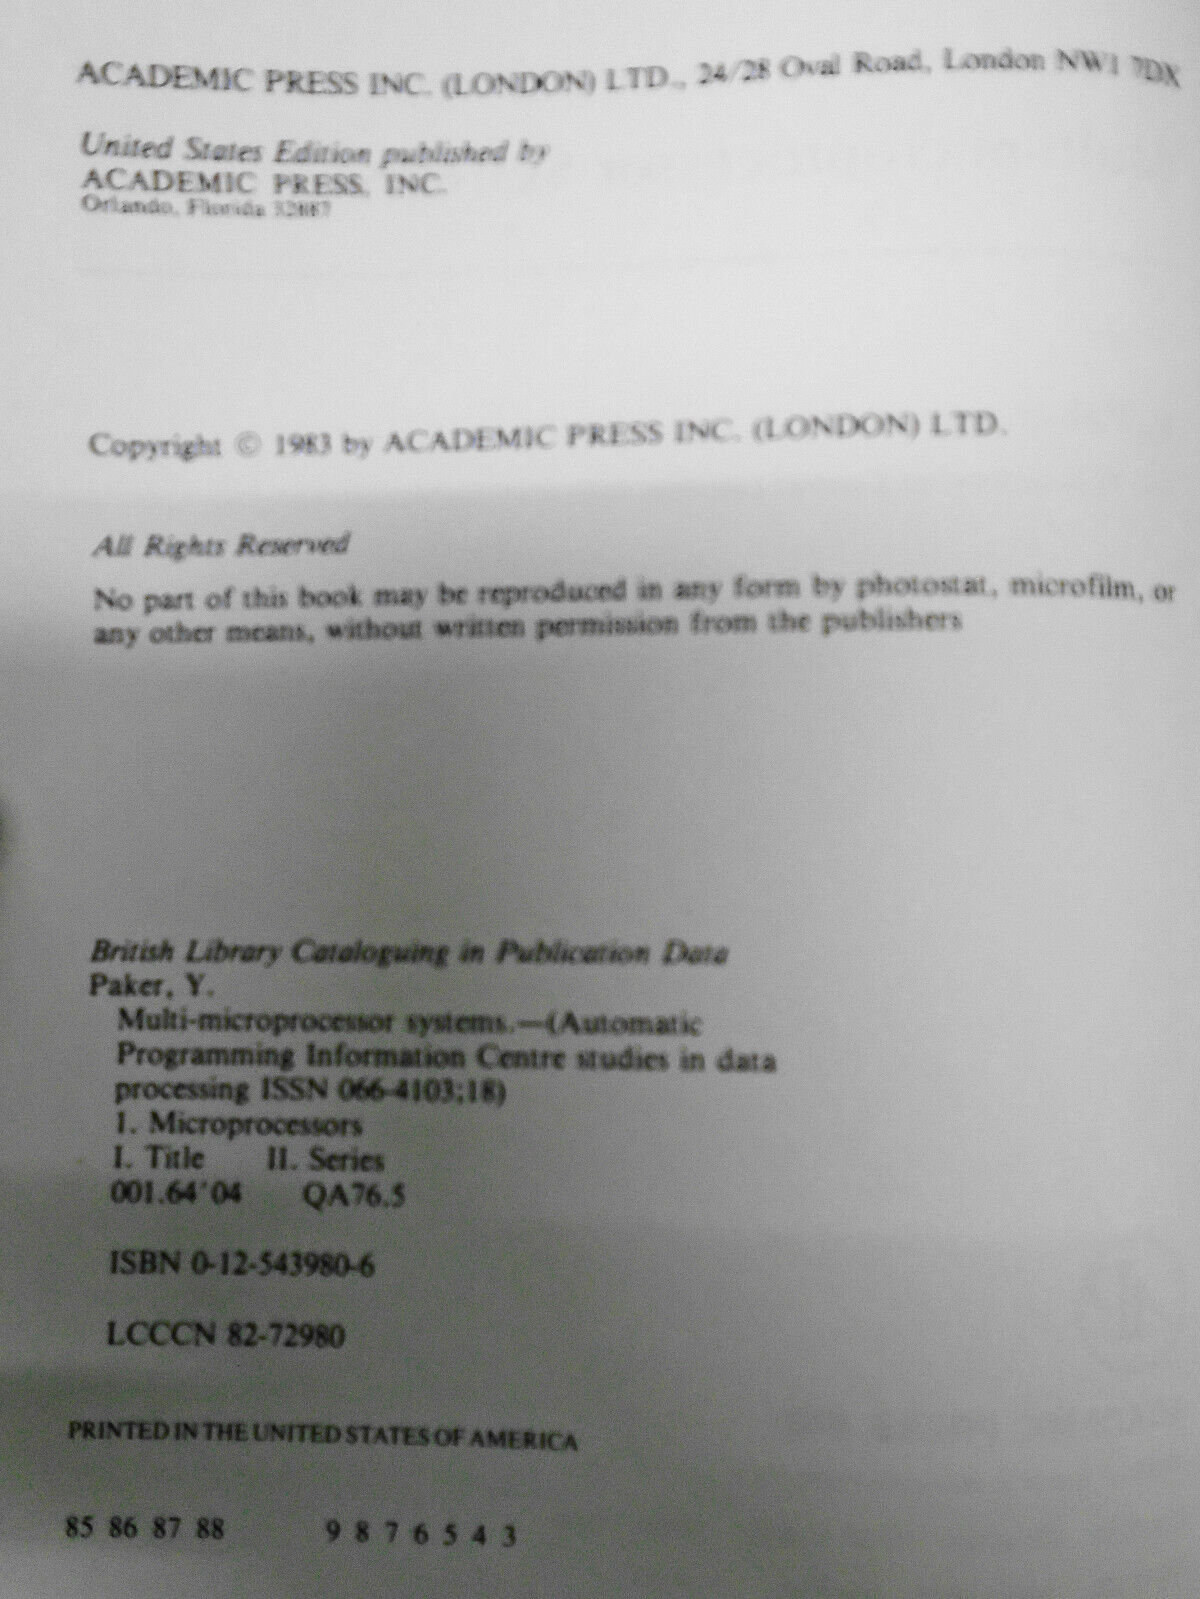 ACADEMIC PRESS INC. (LONDON) LTD., 24/28 Oval Road, London NW1 7DX
United States Edition published by
ACADEMIC PRESS, INC.
Orlando, Florida 32887
Copyright © 1983 by ACADEMIC PRESS INC. (LONDON) LTD.
All Rights Reserved
No part of this book may be reproduced in any form by photostat, microfilm, or
any other means, without written permission from the publishers
British Library Cataloguing in Publication Data
Paker, Y.
Multi-microprocessor systems.—(Automatic
Programming Information Centre studies in data
processing ISSN 066-4103;18)
1. Microprocessors
I. Title II. Series
001.64'04 QA76.5
ISBN 0-12-543980-6
LCCCN 82-72980
PRINTED IN THE UNITED STATES OF AMERICA
85 86 87 88 9 8 7 6 5 4 3